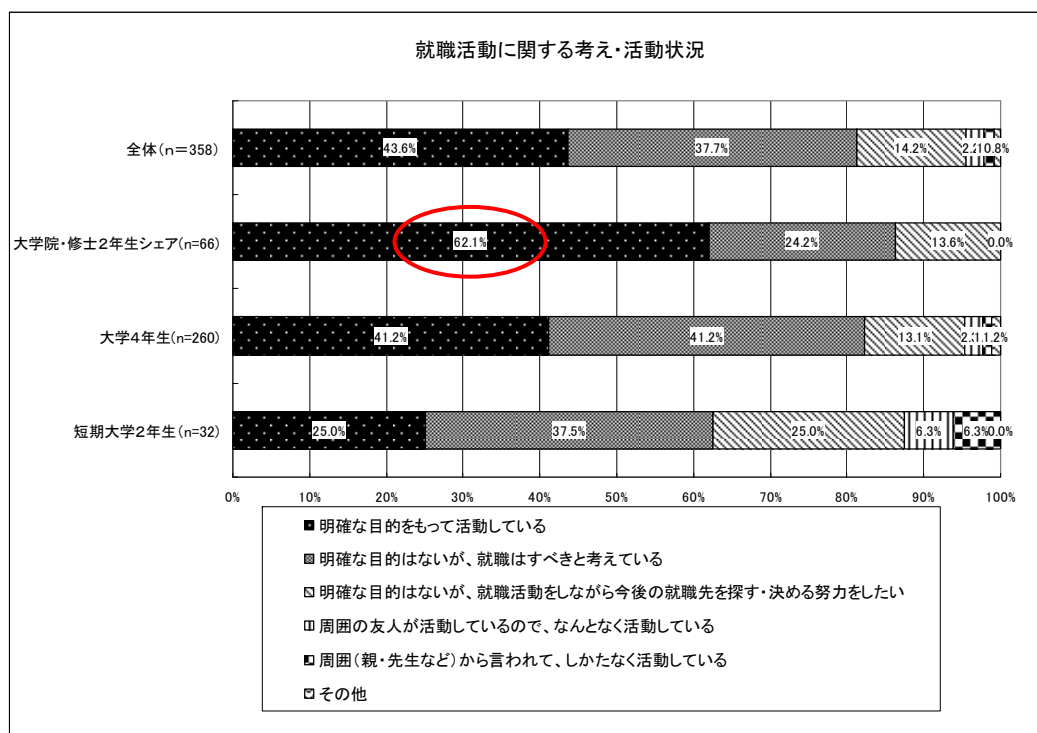 就職活動に関する考え・活動状況
全体(n=358)
43.6%
37.7%
14.2%
0.8%
大学院・修士2年生シェア(n=66)
62.1%
24.2%
13.6%
0.0%
大学4年生(n=260)
41.2%
41.2%
13.1%
1.2%
短期大学2年生(n=32)
25.0%
37.5%
25.0%
6.3%
6.3%
0.0%
0% 10% 20% 30% 40% 50% 60% 70% 80% 90% 100%
明確な目的をもって活動している
明確な目的はないが、就職はすべきと考えている
明確な目的はないが、就職活動をしながら今後の就職先を探す・決める努力をしたい
周囲の友人が活動しているので、なんとなく活動している
周囲(親・先生など)から言われて、しかたなく活動している
その他